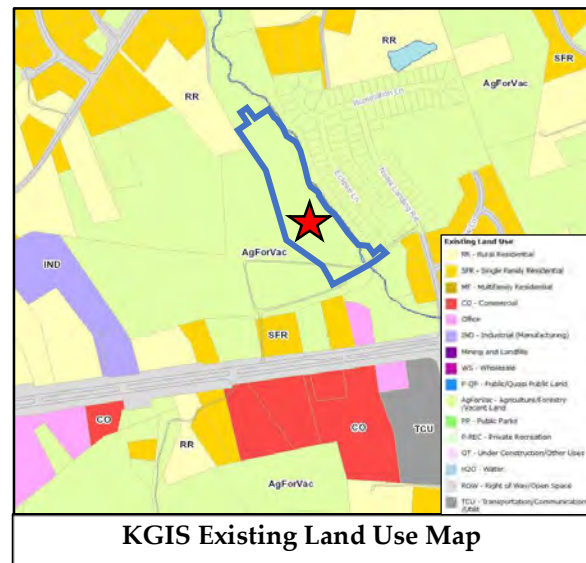 RR
SFR
RR
AgForVac
AgForVac
IND
SFR
CO
RR
CO
TCU
AgForVac
Existing Land Use
RR - Rural Residential
SFR - Single Family Residential
MF - Multifamily Residential
CO - Commercial
Office
IND - Industrial (Manufacturing)
Mining and Landfills
WS - Wholesale
P-QP - Public/Quasi Public Land
AgForVac - Agriculture/Forestry
/Vacant Land
PP - Public Parks
P-REC - Private Recreation
OT - Under Construction/Other Uses
H2O - Water
ROW - Right of Way/Open Space
TCU - Transportation/Communication
/Utilit
KGIS Existing Land Use Map